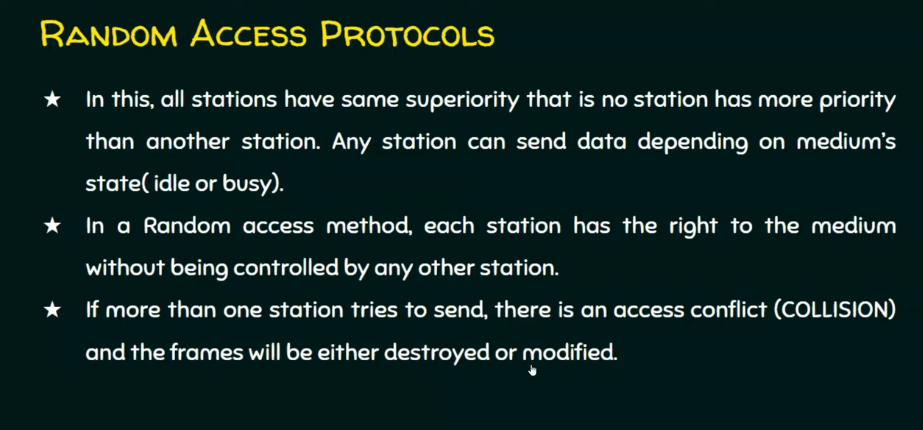 RANDOM ACCESS PROTOCOLS
★ In this, all stations have same superiority that is no station has more priority
than another station. Any station can send data depending on medium's
state( idle or busy).
★ In a Random access method, each station has the right to the medium
without being controlled by any other station.
★ If more than one station tries to send, there is an access conflict (COLLISION)
and the frames will be either destroyed or modified.